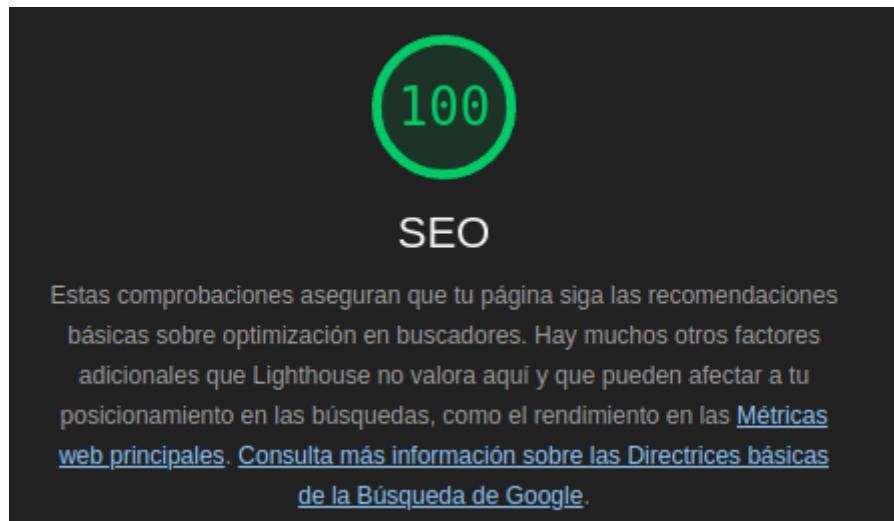 100
SEO
Estas comprobaciones aseguran que tu página siga las recomendaciones
básicas sobre optimización en buscadores. Hay muchos otros factores
adicionales que Lighthouse no valora aquí y que pueden afectar a tu
posicionamiento en las búsquedas, como el rendimiento en las Métricas
web principales. Consulta más información sobre las Directrices básicas
de la Búsqueda de Google.